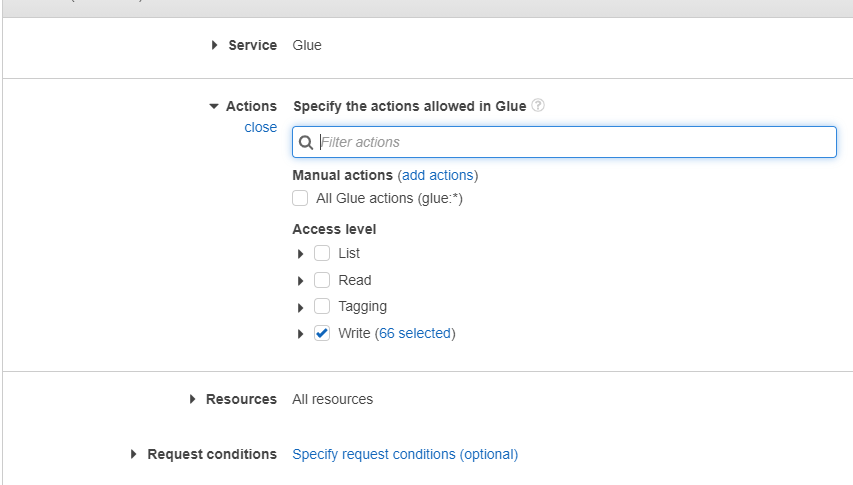 Service Glue
Actions Specify the actions allowed in Glue ?
close
Filter actions
Manual actions (add actions)
All Glue actions (glue:*)
Access level
List
Read
Tagging
Write (66 selected)
Resources All resources
Request conditions Specify request conditions (optional)